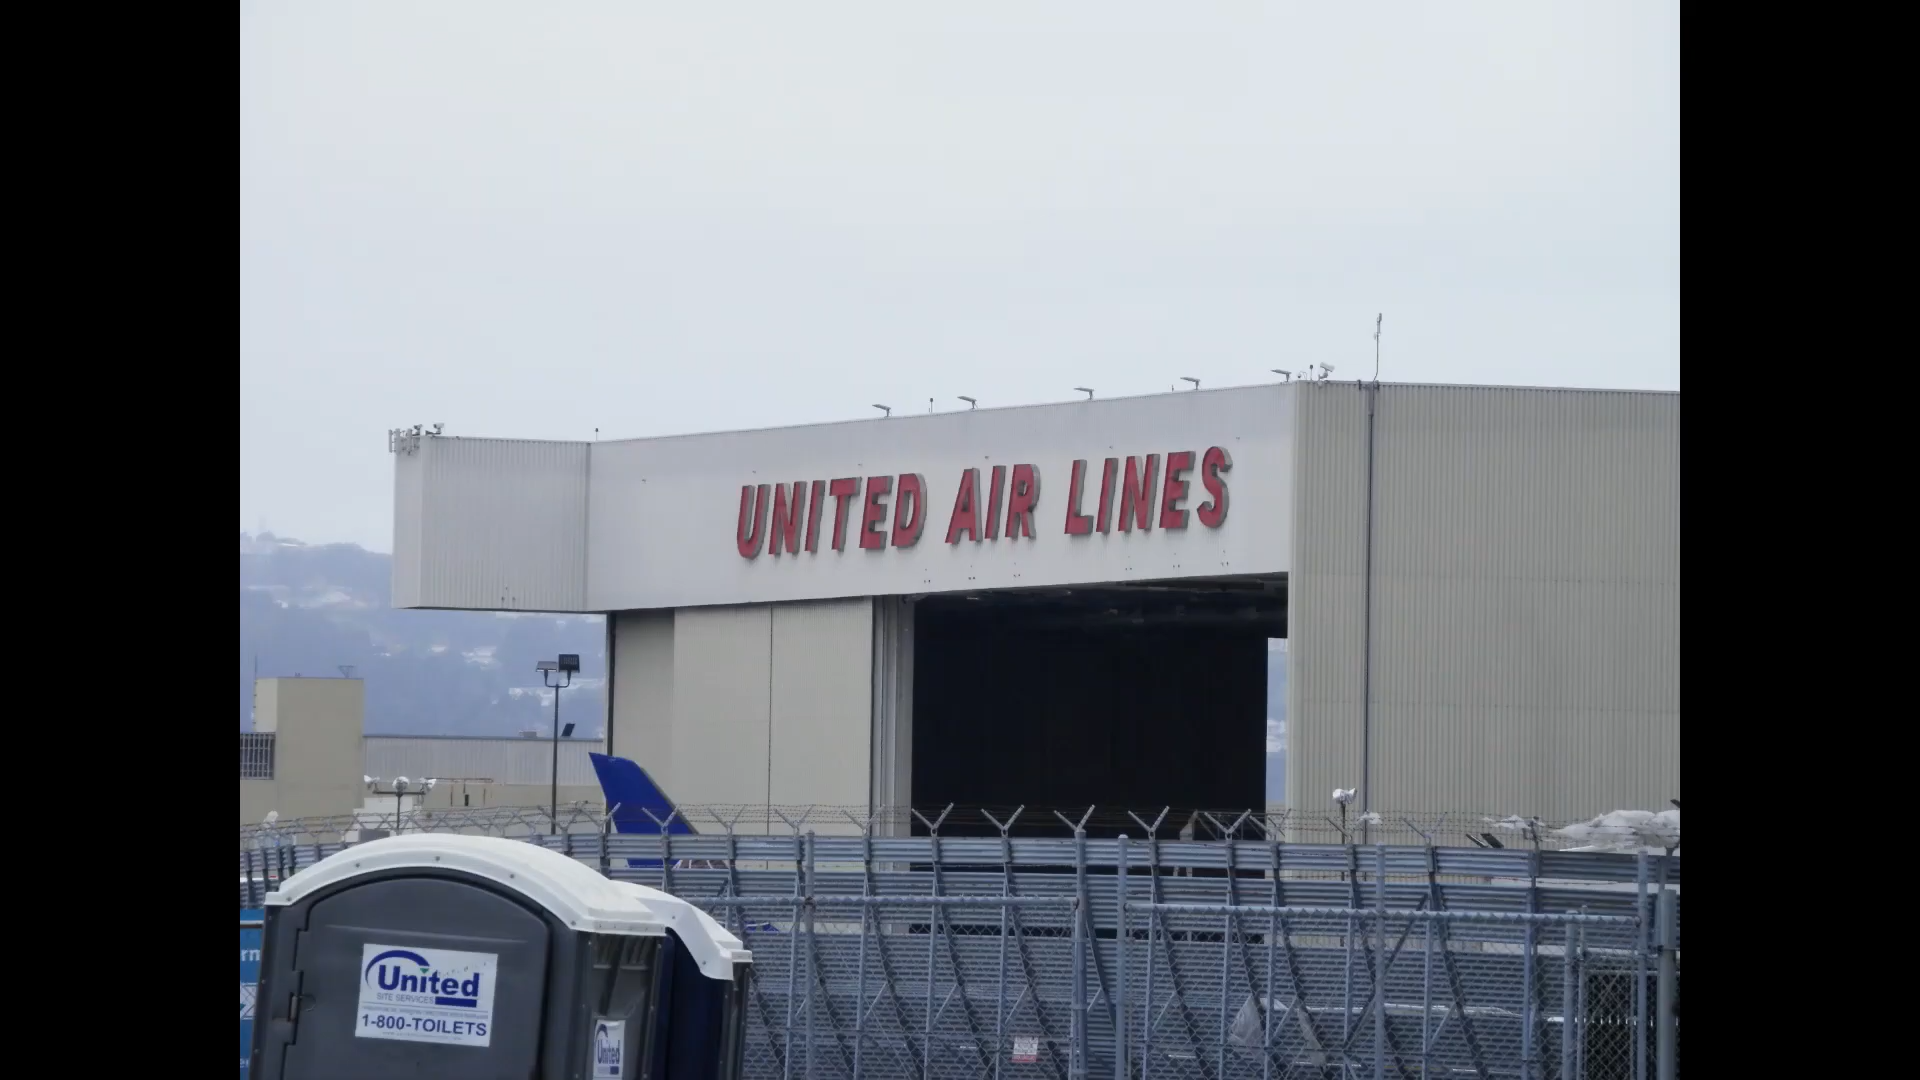 UNITED AIR LINES
United
SITE SERVICES
1-800-TOILETS
United